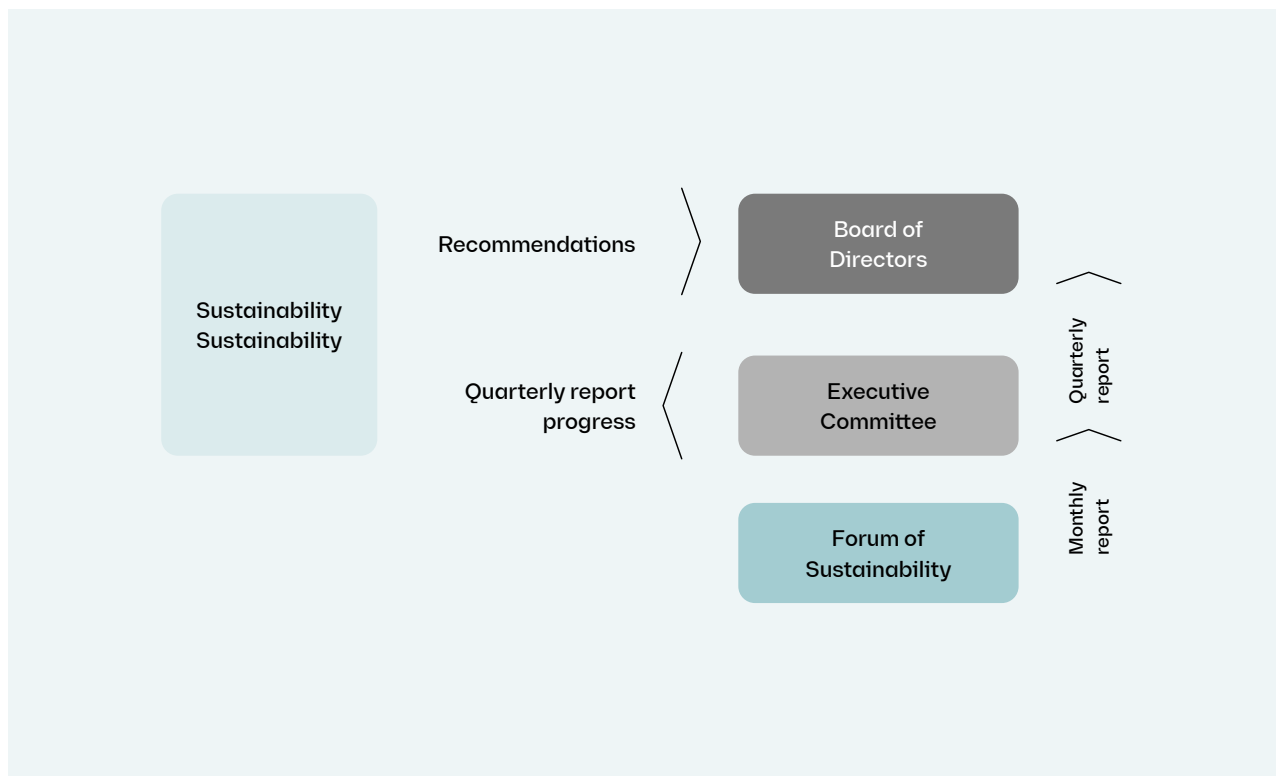 Sustainability
Sustainability
Recommendations
Quarterly report
progress
Board of
Directors
Executive
Committee
Forum of
Sustainability
Quarterly
report
Monthly
report